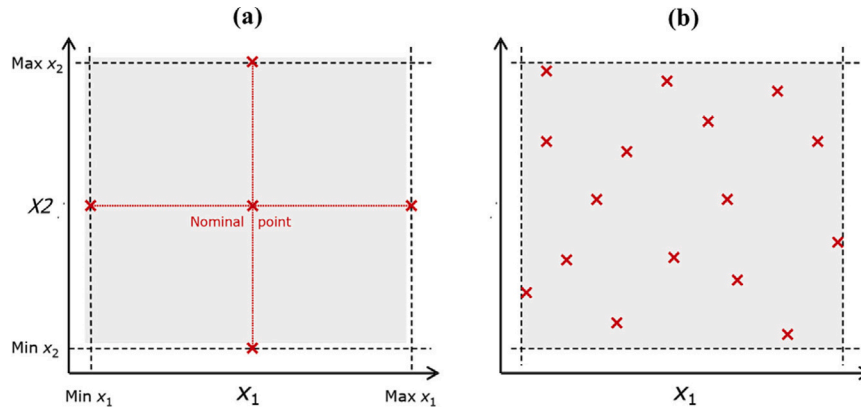 (a)
(b)
Max x₂
X2
Nominal point
Min x₂
Min x₁
X₁
Max x₁
X₁